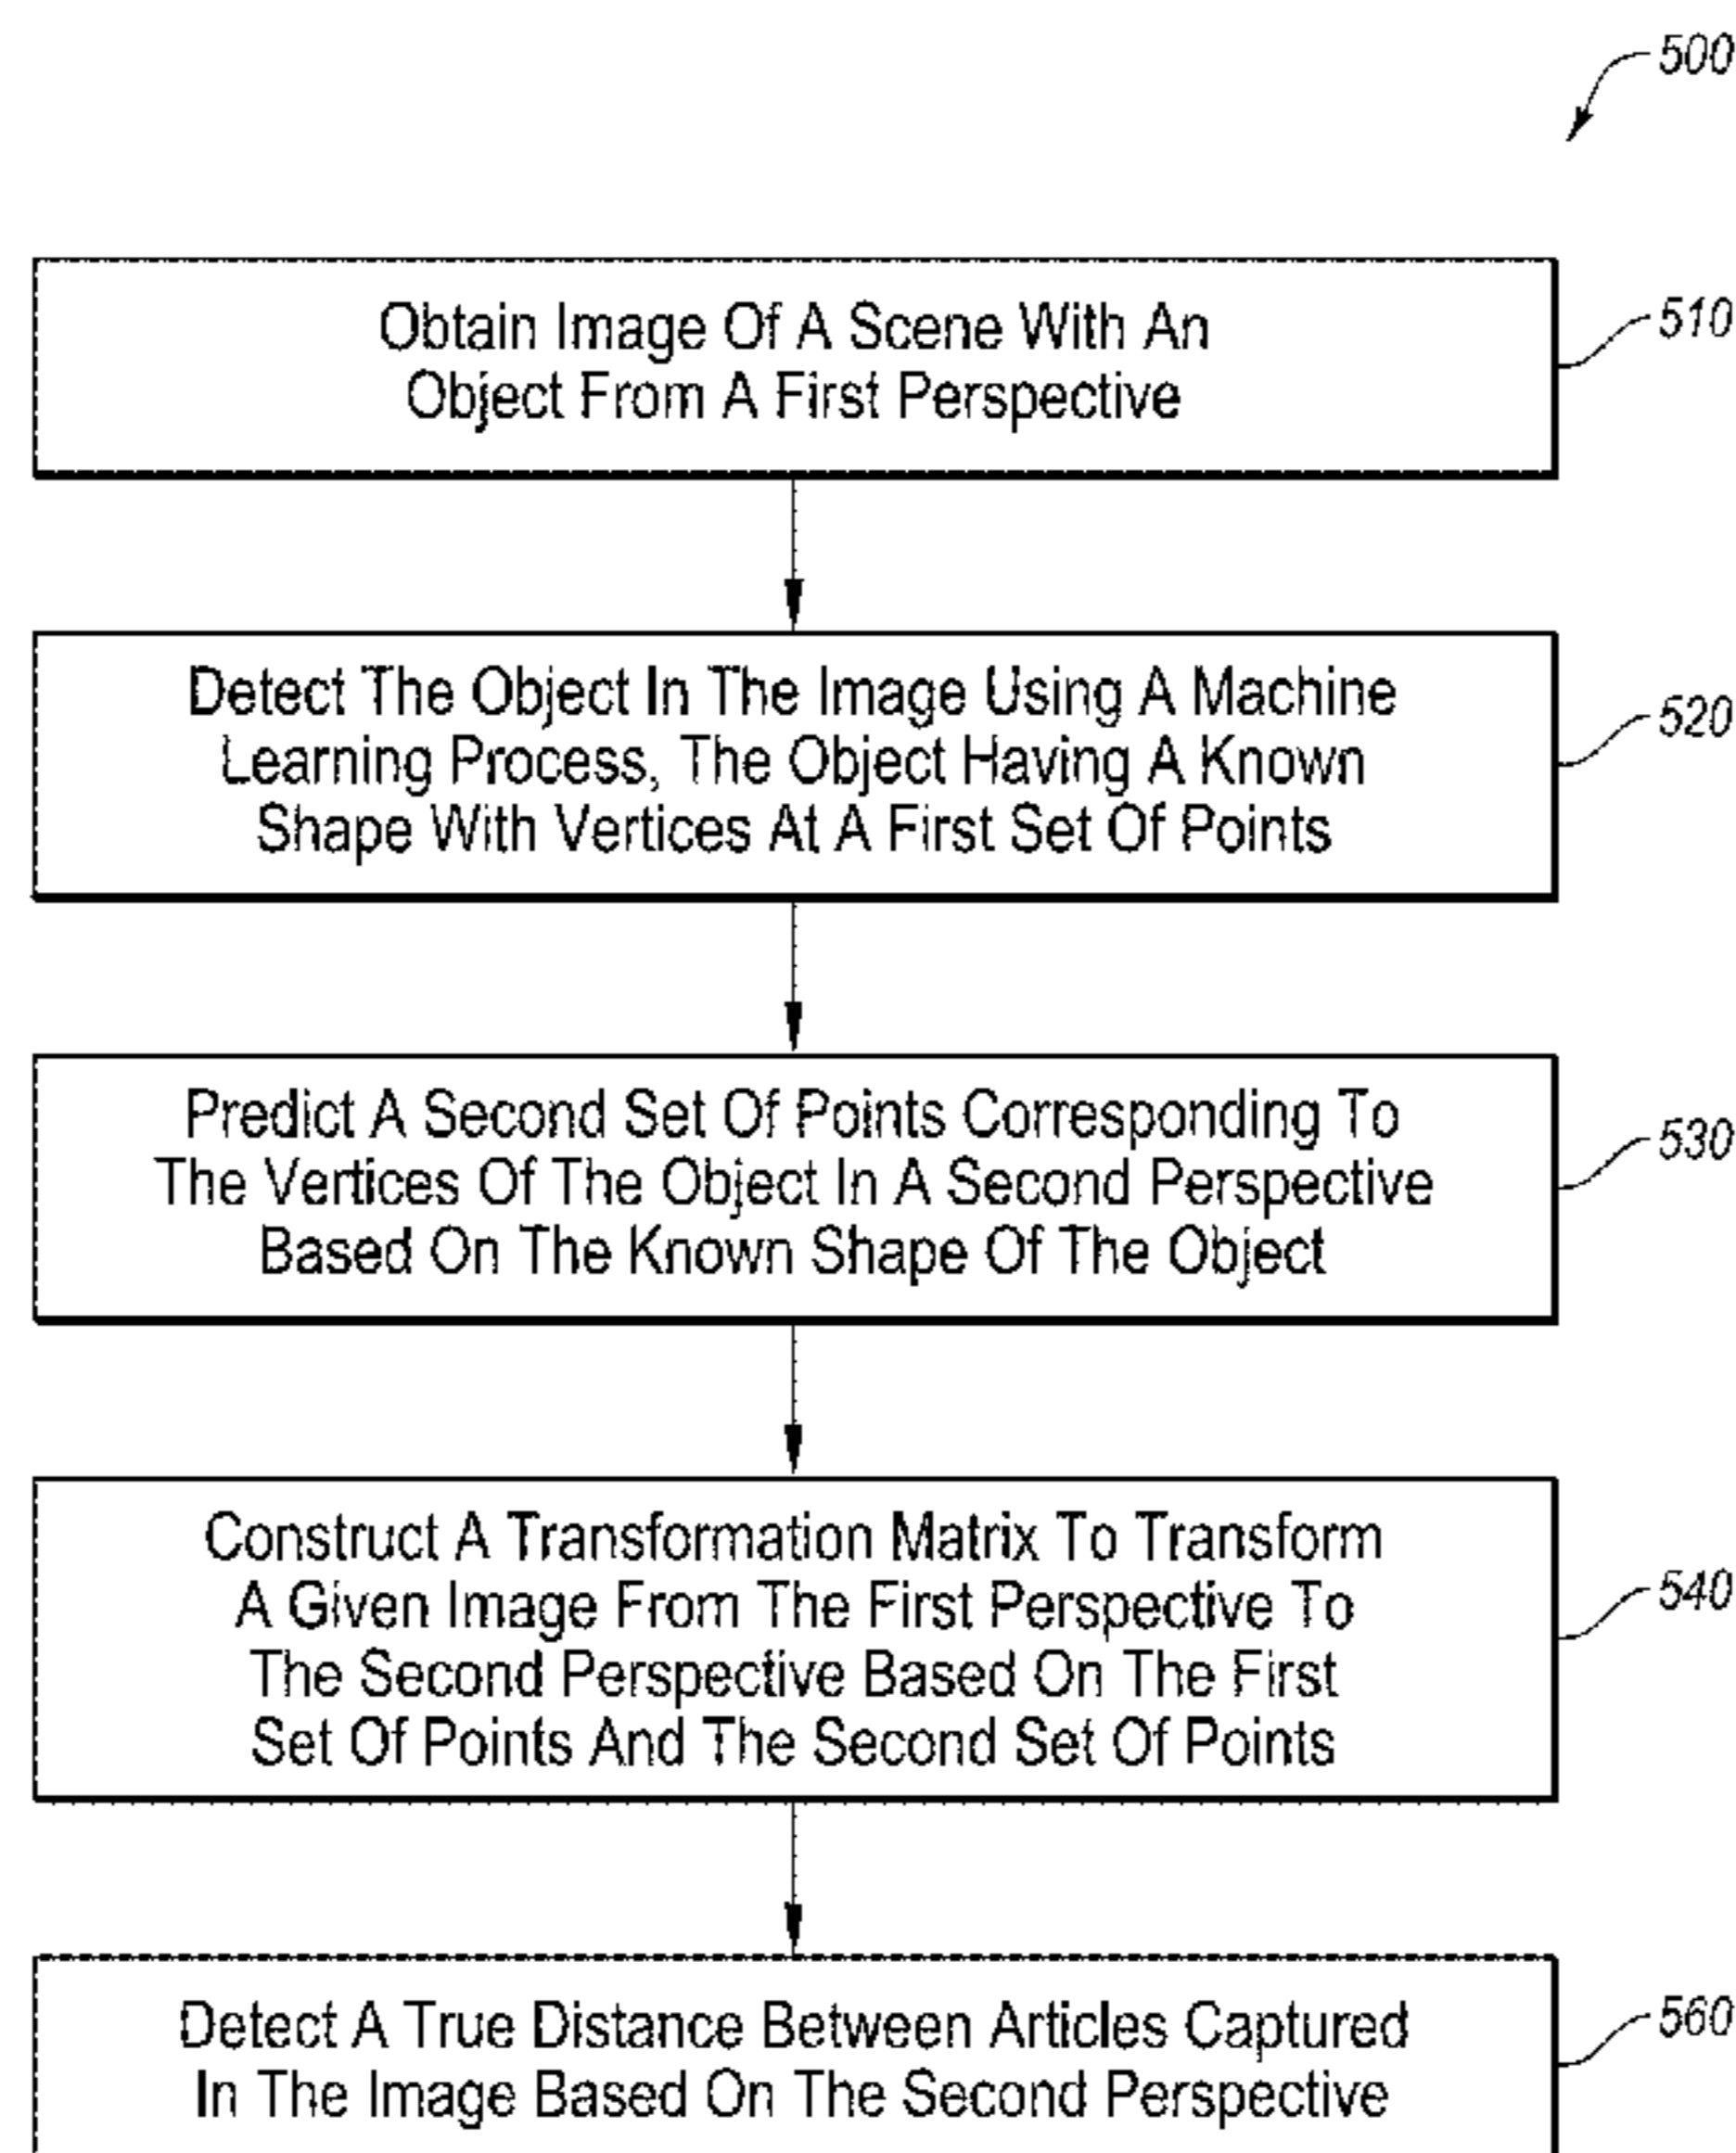 500
Obtain Image Of A Scene With An
Object From A First Perspective
510
Detect The Object In The Image Using A Machine
Learning Process, The Object Having A Known
Shape With Vertices At A First Set Of Points
520
Predict A Second Set Of Points Corresponding To
The Vertices Of The Object In A Second Perspective
Based On The Known Shape Of The Object
530
Construct A Transformation Matrix To Transform
A Given Image From The First Perspective To
The Second Perspective Based On The First
Set Of Points And The Second Set Of Points
540
Detect A True Distance Between Articles Captured
In The Image Based On The Second Perspective
560